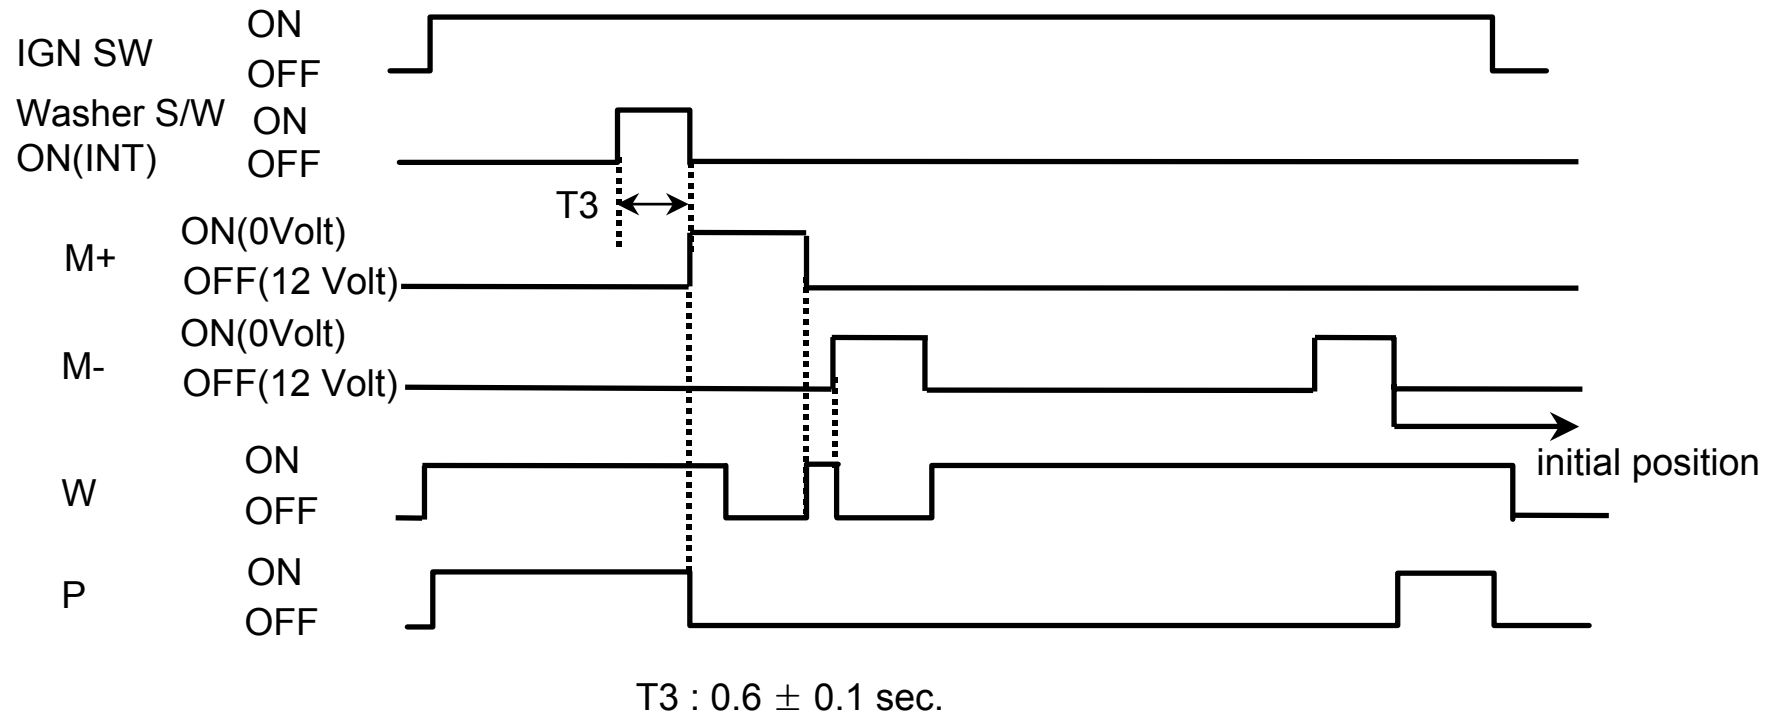 IGN SW
ON
OFF
Washer S/W
ON(INT)
ON
OFF
T3
M+
ON(0Volt)
OFF(12 Volt)
M-
ON(0Volt)
OFF(12 Volt)
initial position
W
ON
OFF
P
ON
OFF
T3 : 0.6 ± 0.1 sec.